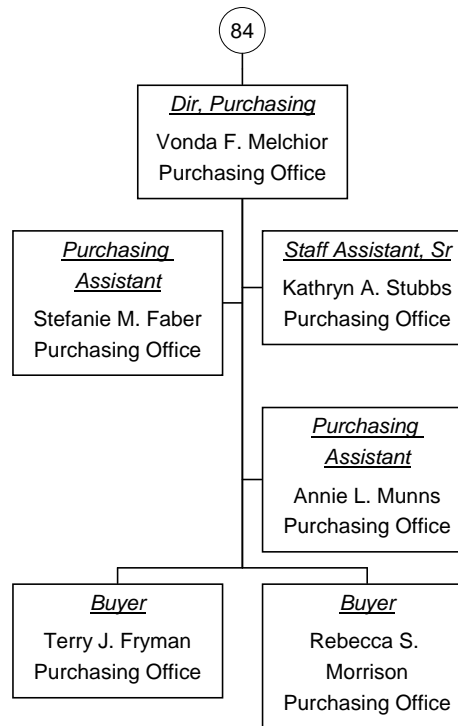 84
Dir, Purchasing
Vonda F. Melchior
Purchasing Office
Purchasing
Assistant
Stefanie M. Faber
Purchasing Office
Staff Assistant, Sr
Kathryn A. Stubbs
Purchasing Office
Purchasing
Assistant
Annie L. Munns
Purchasing Office
Buyer
Terry J. Fryman
Purchasing Office
Buyer
Rebecca S.
Morrison
Purchasing Office